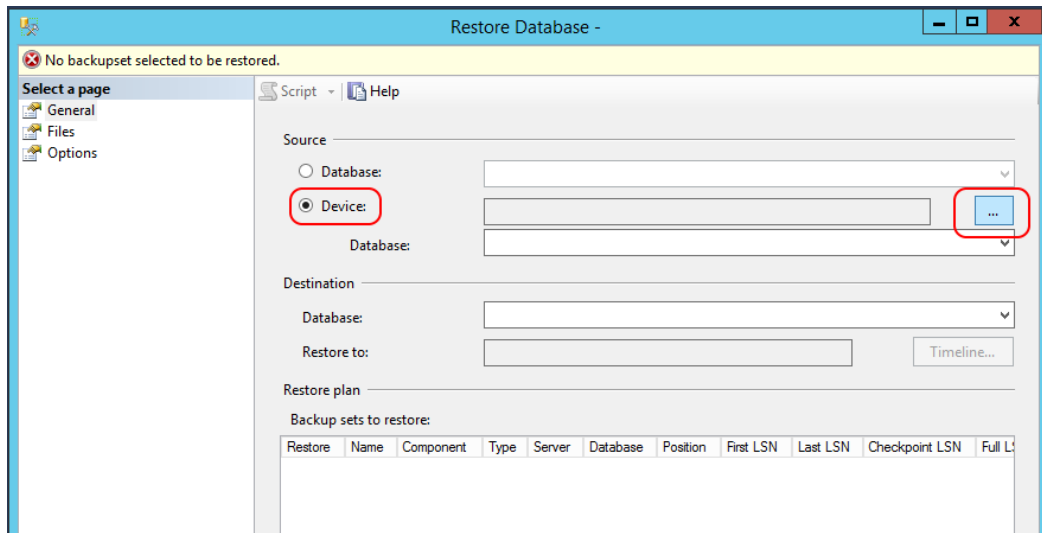 Restore Database -
No backupset selected to be restored.
Select a page
General
Files
Options
Script Help
Source
Database:
Device:
...
Database:
Destination
Database:
Restore to:
Timeline...
Restore plan
Backup sets to restore:
Restore Name Component Type Server Database Position First LSN Last LSN Checkpoint LSN Full LS